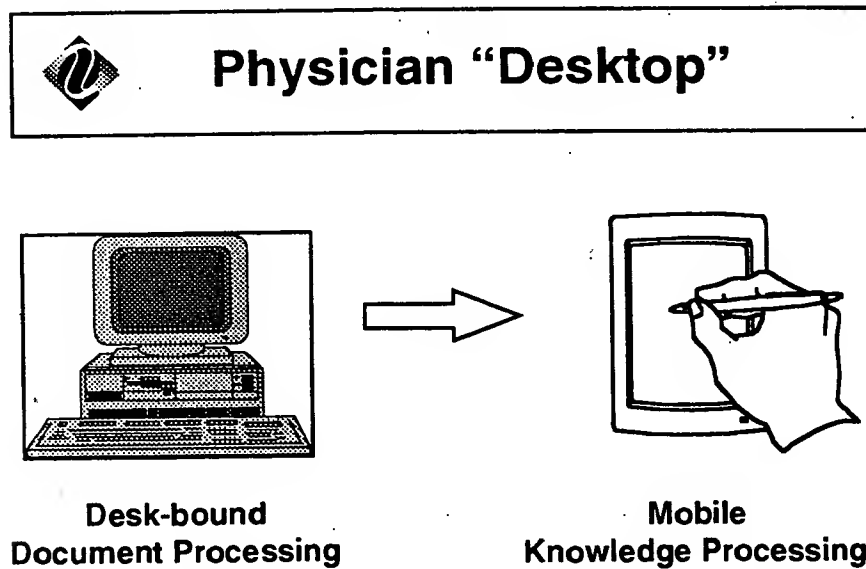 Physician “Desktop”
Desk-bound
Document Processing
Mobile
Knowledge Processing